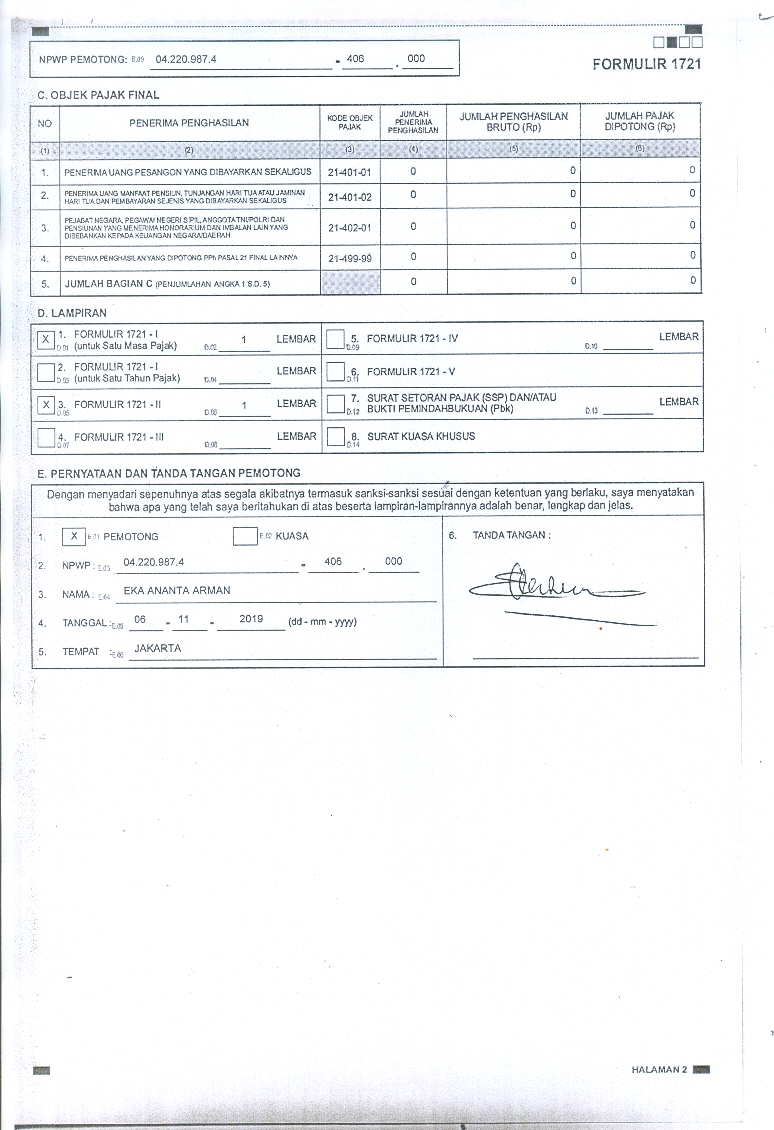 NPWP PEMOTONG: E.09 04.220.987.4 - 406 . 000
FORMULIR 1721
C. OBJEK PAJAK FINAL
NO PENERIMA PENGHASILAN KODE OBJEK PAJAK JUMLAH PENERIMA PENGHASILAN JUMLAH PENGHASILAN BRUTO (Rp) JUMLAH PAJAK DIPOTONG (Rp)
(1) (2) (3) (4) (5) (6)
1. PENERIMA UANG PESANGON YANG DIBAYARKAN SEKALIGUS 21-401-01 0 0 0
2. PENERIMA UANG MANFAAT PENSIUN, TUNJANGAN HARI TUA ATAU JAMINAN HARI TUA DAN PEMBAYARAN SEJENIS YANG DIBAYARKAN SEKALIGUS 21-401-02 0 0 0
3. PEJABAT NEGARA, PEGAWAI NEGERI SIPIL, ANGGOTA TNI/POLRI DAN PENSIUNAN YANG MENERIMA HONORARIUM DAN IMBALAN LAIN YANG DIBEBANKAN KEPADA KEUANGAN NEGARA/DAERAH 21-402-01 0 0 0
4. PENERIMA PENGHASILAN YANG DIPOTONG PPh PASAL 21 FINAL LAINNYA 21-499-99 0 0 0
5. JUMLAH BAGIAN C (PENJUMLAHAN ANGKA 1 S.D. 5) 0 0 0
D. LAMPIRAN
X D.01 1. FORMULIR 1721 - I (untuk Satu Masa Pajak) D.02 1 LEMBAR
D.09 5. FORMULIR 1721 - IV D.10 LEMBAR
D.03 2. FORMULIR 1721 - I (untuk Satu Tahun Pajak) D.04 LEMBAR
D.11 6. FORMULIR 1721 - V
X D.05 3. FORMULIR 1721 - II D.06 1 LEMBAR
D.12 7. SURAT SETORAN PAJAK (SSP) DAN/ATAU BUKTI PEMINDAHBUKUAN (Pbk) D.13 LEMBAR
D.07 4. FORMULIR 1721 - III D.08 LEMBAR
D.14 8. SURAT KUASA KHUSUS
E. PERNYATAAN DAN TANDA TANGAN PEMOTONG
Dengan menyadari sepenuhnya atas segala akibatnya termasuk sanksi-sanksi sesuai dengan ketentuan yang berlaku, saya menyatakan
bahwa apa yang telah saya beritahukan di atas beserta lampiran-lampirannya adalah benar, lengkap dan jelas.
1. X E.01 PEMOTONG E.02 KUASA
6. TANDA TANGAN :
2. NPWP : E.03 04.220.987.4 - 406 . 000
3. NAMA : E.04 EKA ANANTA ARMAN
4. TANGGAL : E.05 06 - 11 - 2019 (dd - mm - yyyy)
5. TEMPAT : E.06 JAKARTA
HALAMAN 2